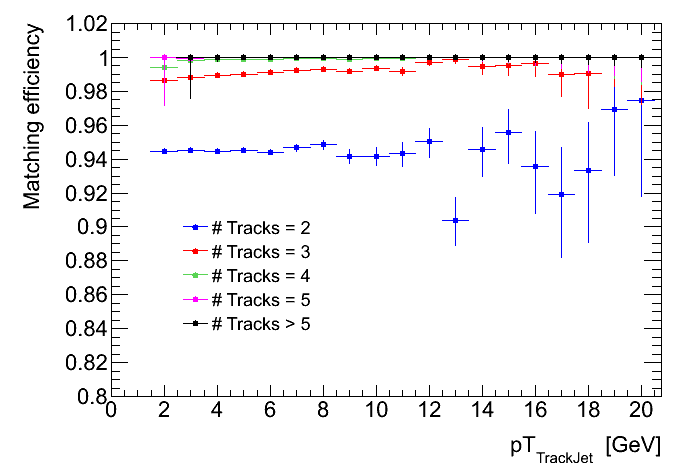 Matching efficiency
1.02
1
0.98
0.96
0.94
0.92
0.9
0.88
0.86
0.84
0.82
0.8
# Tracks = 2
# Tracks = 3
# Tracks = 4
# Tracks = 5
# Tracks > 5
0 2 4 6 8 10 12 14 16 18 20
pT_TrackJet [GeV]